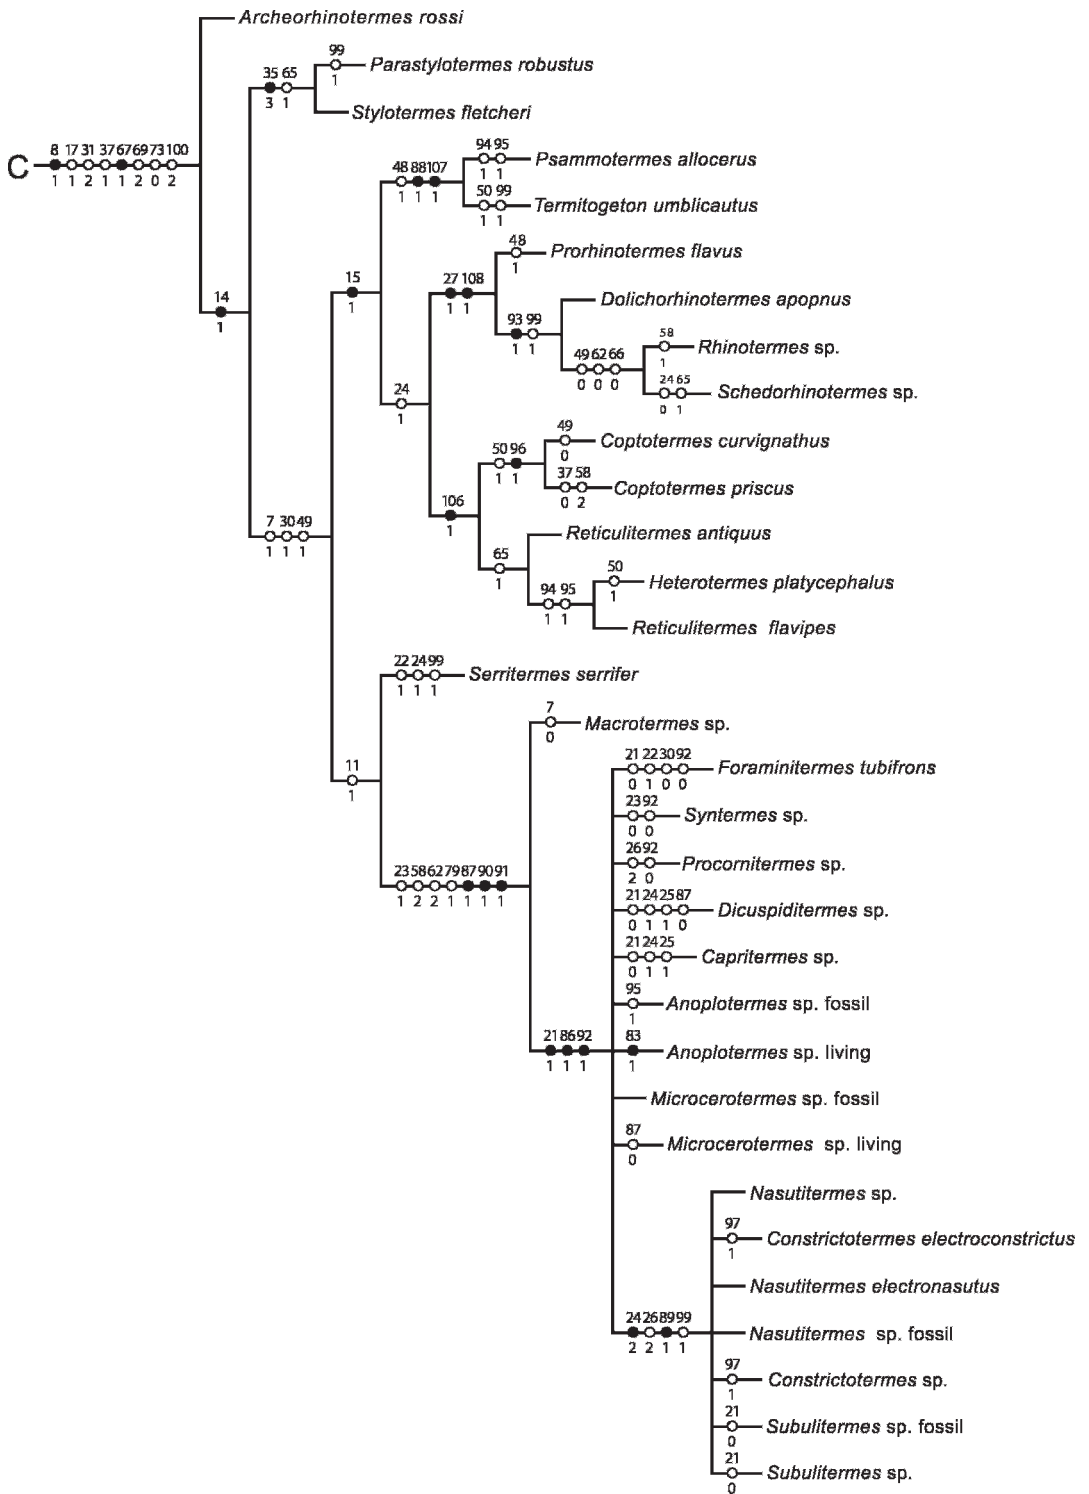 Archeorhinotermes rossi
99
Parastylotermes robustus
1
35 65
3 1
Stylotermes fletcheri
C
8 17 31 37 67 69 73 100
1 1 2 1 1 2 0 2
94 95
Psammotermes allocerus
1 1
48 88 107
1 1 1
50 99
Termitogeton umblicautus
1 1
48
Prorhinotermes flavus
1
15
1
27 108
1 1
Dolichorhinotermes apopnus
14
1
93 99
1 1
58
Rhinotermes sp.
1
49 62 66
0 0 0
24 65
Schedorhinotermes sp.
0 1
24
1
49
Coptotermes curvignathus
0
50 96
1 1
37 58
Coptotermes priscus
0 2
106
1
Reticulitermes antiquus
7 30 49
1 1 1
65
1
50
Heterotermes platycephalus
1
94 95
1 1
Reticulitermes flavipes
22 24 99
Serritermes serrifer
1 1 1
7
Macrotermes sp.
0
11
1
21 22 30 92
Foraminitermes tubifrons
0 1 0 0
23 92
Syntermes sp.
0 0
26 92
Procornitermes sp.
2 0
23 58 62 79 87 90 91
1 2 2 1 1 1 1
21 24 25 87
Dicuspiditermes sp.
0 1 1 0
21 24 25
Capritermes sp.
0 1 1
95
Anoplotermes sp. fossil
1
21 86 92
1 1 1
83
Anoplotermes sp. living
1
Microcerotermes sp. fossil
87
Microcerotermes sp. living
0
Nasutitermes sp.
97
Constrictotermes electroconstrictus
1
Nasutitermes electronasutus
24 26 89 99
2 2 1 1
Nasutitermes sp. fossil
97
Constrictotermes sp.
1
21
Subulitermes sp. fossil
0
21
Subulitermes sp.
0